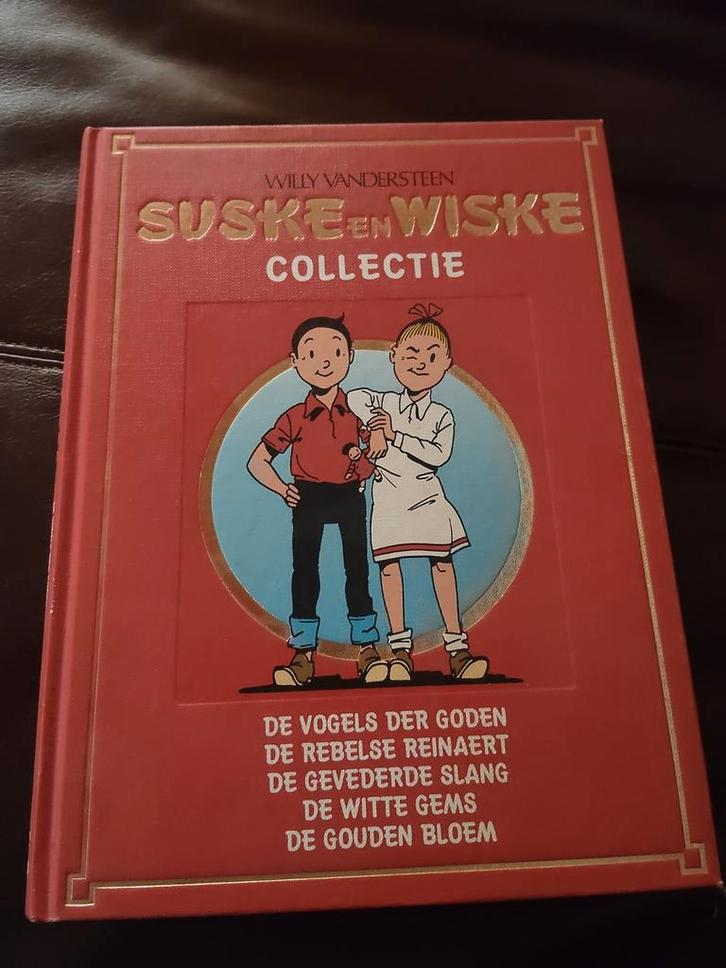 WILLY VANDERSTEEN
SUSKE EN WISKE
COLLECTIE
DE VOGELS DER GODEN
DE REBELSE REINAERT
DE GEVEDERDE SLANG
DE WITTE GEMS
DE GOUDEN BLOEM